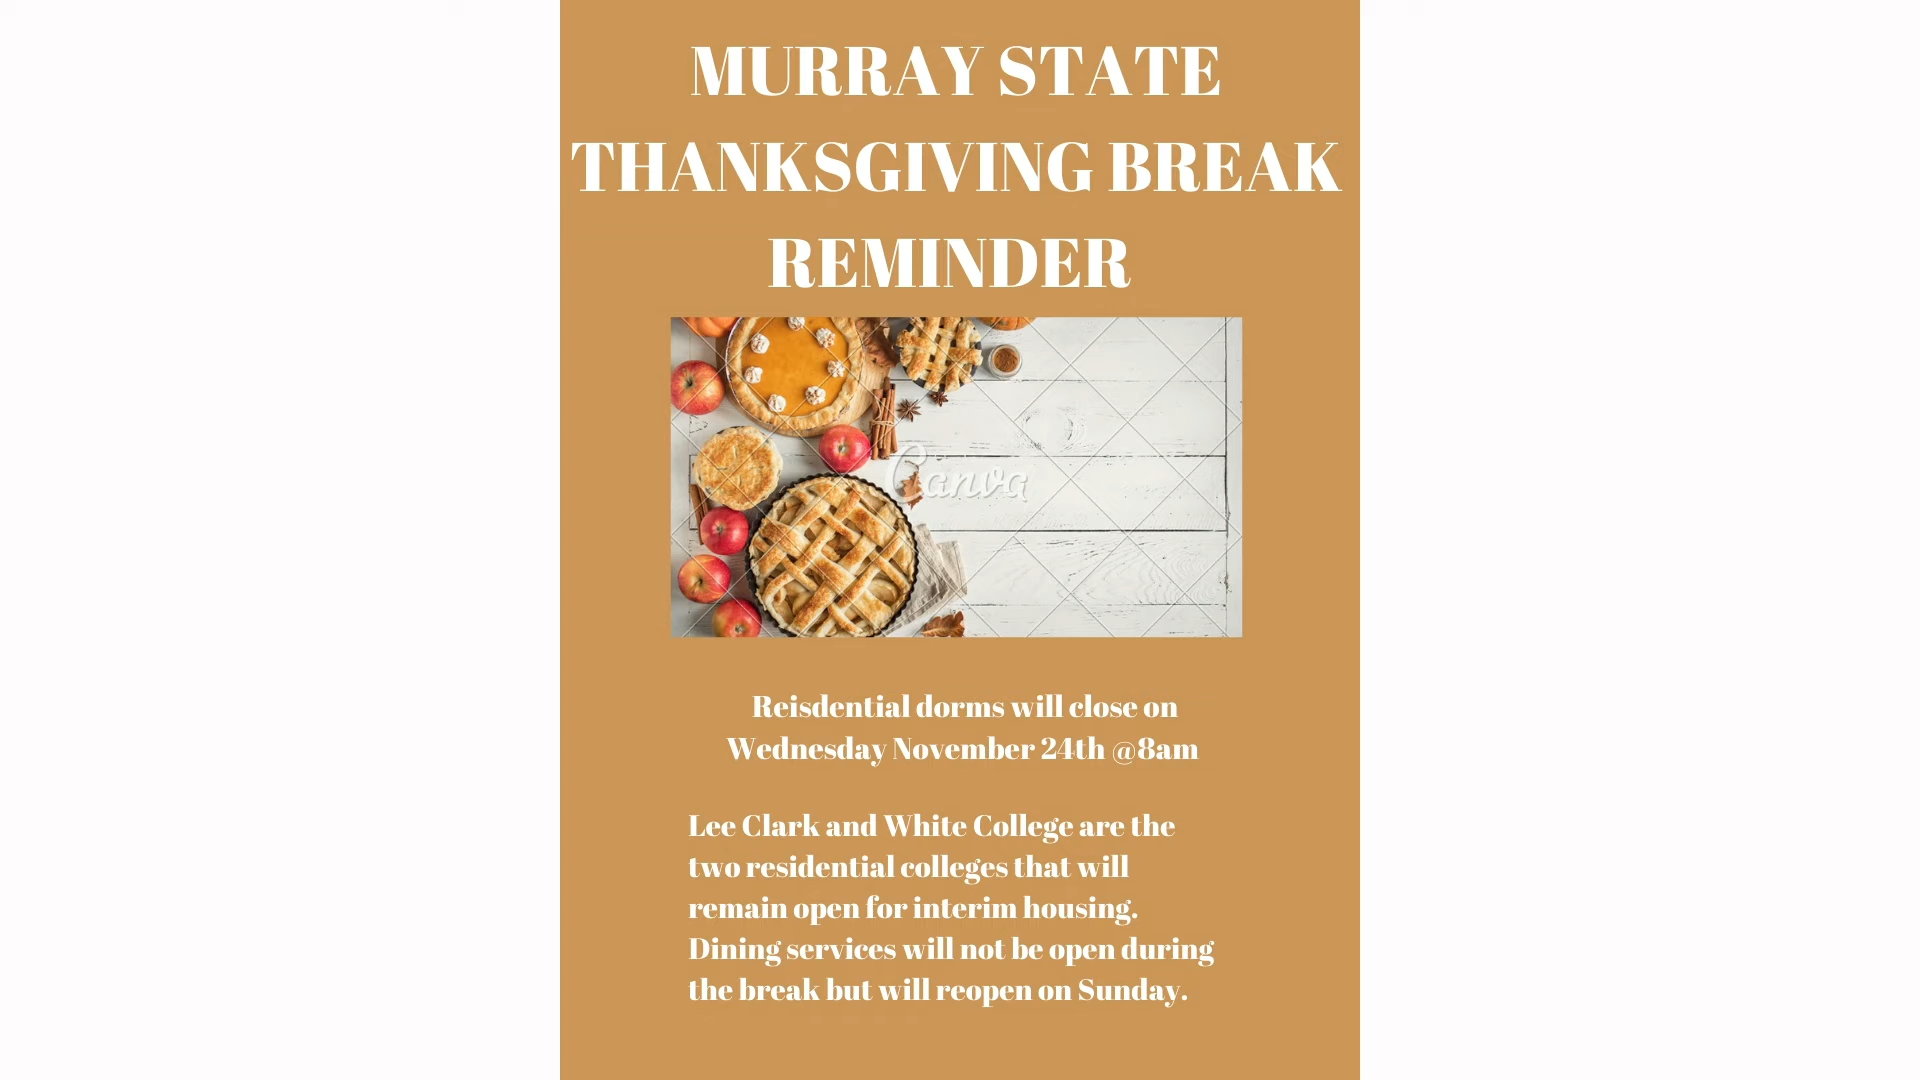 MURRAY STATE
THANKSGIVING BREAK
REMINDER
Canva
Reisdential dorms will close on
Wednesday November 24th @8am
Lee Clark and White College are the
two residential colleges that will
remain open for interim housing.
Dining services will not be open during
the break but will reopen on Sunday.